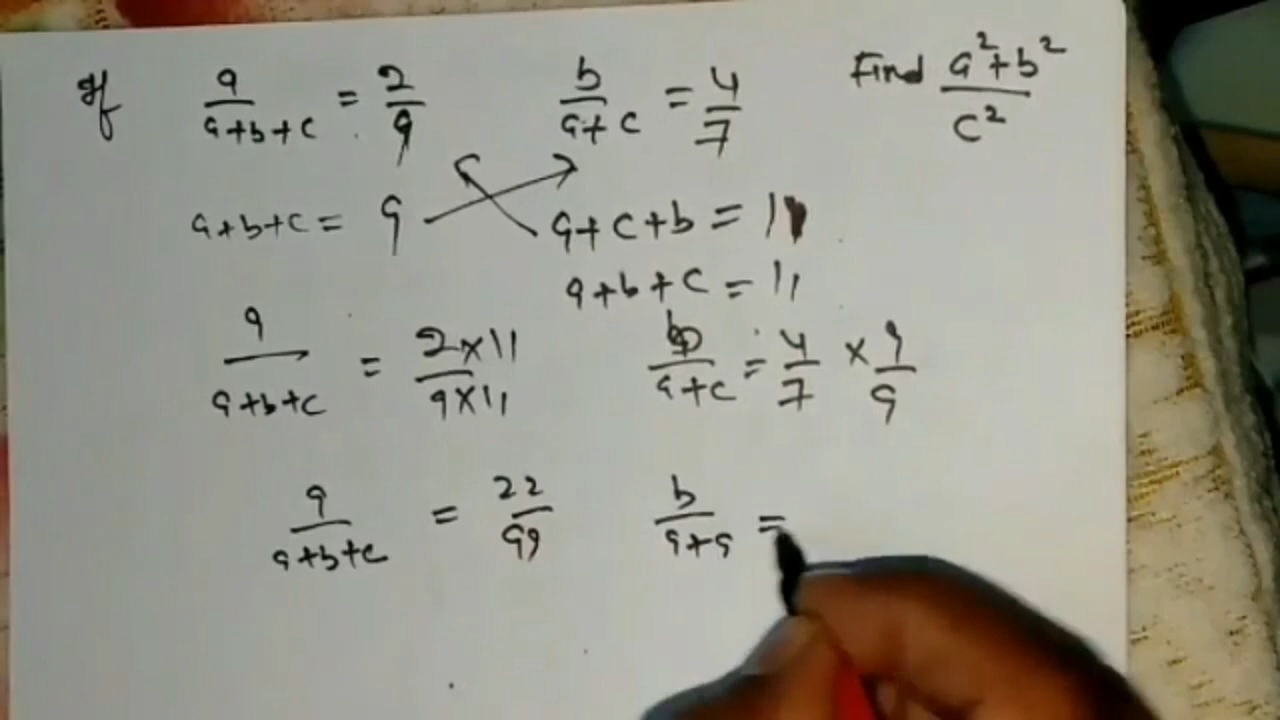 If a/(a+b+c) = 2/9 b/(a+c) = 4/7 Find (a²+b²)/c²
a+b+c = 9 a+c+b = 11
a+b+c = 11
a/(a+b+c) = (2×11)/(9×11) b/(a+c) = 4/7 × 9/9
a/(a+b+c) = 22/99 b/(a+a) =